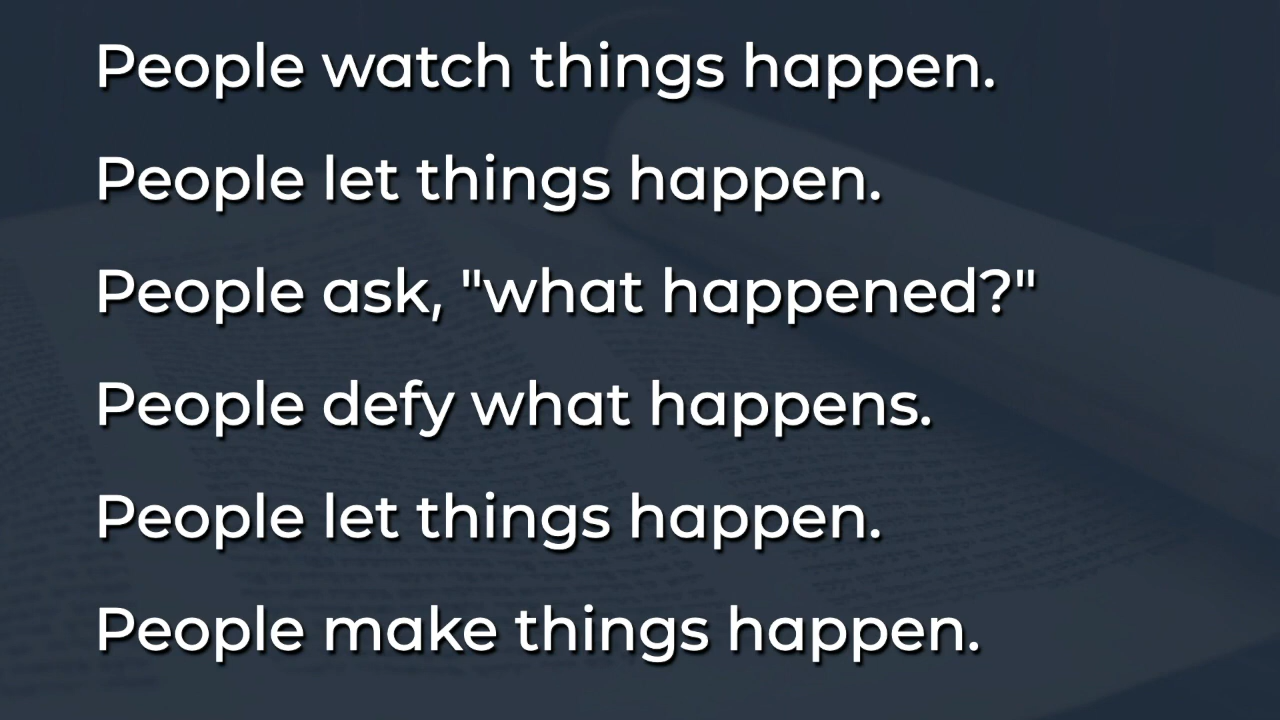 People watch things happen.
People let things happen.
People ask, "what happened?"
People defy what happens.
People let things happen.
People make things happen.